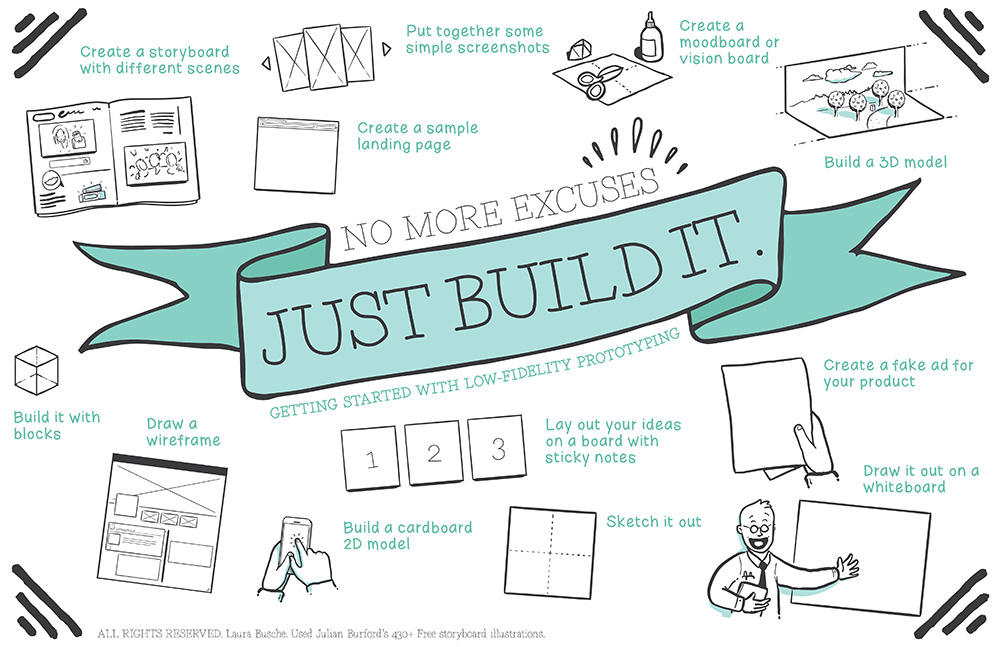 Create a storyboard
with different scenes
Put together some
simple screenshots
Create a
moodboard or
vision board
Create a sample
landing page
Build a 3D model
NO MORE EXCUSES
JUST BUILD IT.
GETTING STARTED WITH LOW-FIDELITY PROTOTYPING
Create a fake ad for
your product
Build it with
blocks
Draw a
wireframe
1 2 3
Lay out your ideas
on a board with
sticky notes
Draw it out on a
whiteboard
Build a cardboard
2D model
Sketch it out
ALL RIGHTS RESERVED. Laura Busche. Used Julian Burford's 430+ Free storyboard illustrations.